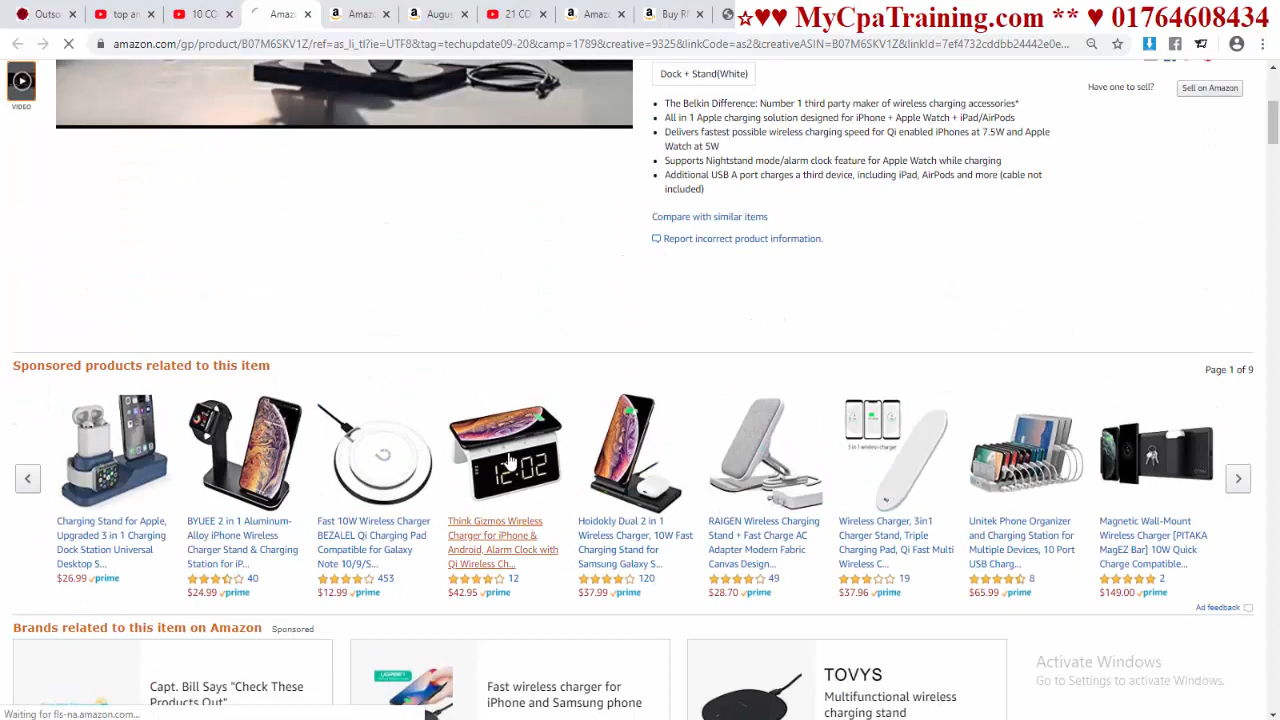 Outso
top an
10 CO
Amaz
Amaz
Augu
21 CO
Amaz
Buy Ri
☆♥♥ MyCpaTraining.com ** ♥ 01764608434
amazon.com/gp/product/B07M6SKV1Z/ref=as_li_tl?ie=UTF8&tag=techupdate09-20&camp=1789&creative=9325&linkCode=as2&creativeASIN=B07M6SKV1Z&linkId=7ef4732cddbb24442e0e...
VIDEO
Dock + Stand(White)
Have one to sell?
Sell on Amazon
• The Belkin Difference: Number 1 third party maker of wireless charging accessories*
• All in 1 Apple charging solution designed for iPhone + Apple Watch + iPad/AirPods
• Delivers fastest possible wireless charging speed for Qi enabled iPhones at 7.5W and Apple
Watch at 5W
• Supports Nightstand mode/alarm clock feature for Apple Watch while charging
• Additional USB A port charges a third device, including iPad, AirPods and more (cable not
included)
Compare with similar items
Report incorrect product information.
Sponsored products related to this item
Page 1 of 9
3 in 1 wireless charger
12:02
Charging Stand for Apple,
Upgraded 3 in 1 Charging
Dock Station Universal
Desktop S...
$26.99 prime
BYUEE 2 in 1 Aluminum-
Alloy iPhone Wireless
Charger Stand & Charging
Station for iP...
40
$24.99 prime
Fast 10W Wireless Charger
BEZALEL Qi Charging Pad
Compatible for Galaxy
Note 10/9/S...
453
$12.99 prime
Think Gizmos Wireless
Charger for iPhone &
Android, Alarm Clock with
Qi Wireless Ch...
12
$42.95 prime
Hoidokly Dual 2 in 1
Wireless Charger, 10W Fast
Charging Stand for
Samsung Galaxy S...
120
$37.99 prime
RAIGEN Wireless Charging
Stand + Fast Charge AC
Adapter Modern Fabric
Canvas Design...
49
$28.70 prime
Wireless Charger, 3in1
Charger Stand, Triple
Charging Pad, Qi Fast Multi
Wireless C...
19
$37.96 prime
Unitek Phone Organizer
and Charging Station for
Multiple Devices, 10 Port
USB Charg...
8
$65.99 prime
Magnetic Wall-Mount
Wireless Charger [PITAKA
MagEZ Bar] 10W Quick
Charge Compatible...
2
$149.00 prime
Ad feedback
Brands related to this item on Amazon Sponsored
Capt. Bill Says "Check These
Products Out"
UGREEN
Fast wireless charger for
iPhone and Samsung phone
TOVYS
Multifunctional wireless
charging stand
Activate Windows
Go to Settings to activate Windows.
Waiting for fls-na.amazon.com...